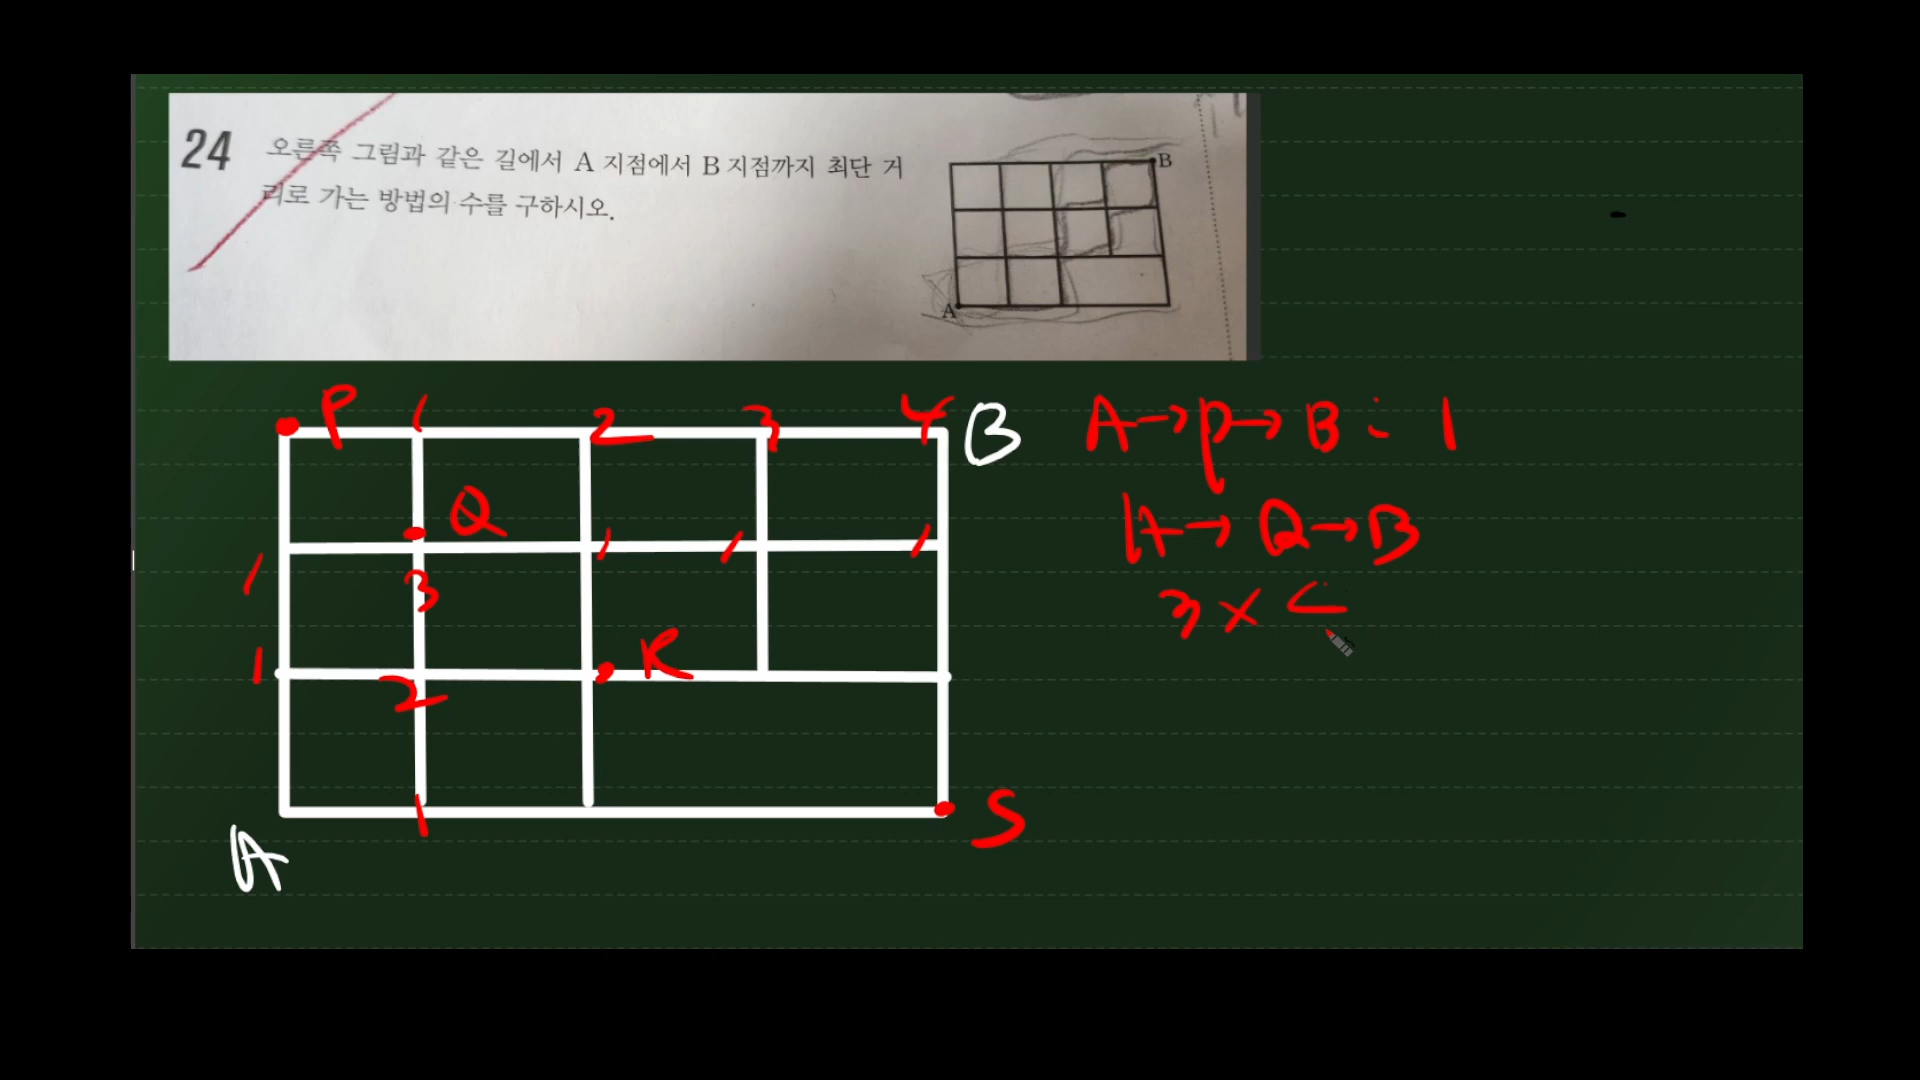 24 오른쪽 그림과 같은 길에서 A 지점에서 B 지점까지 최단 거
리로 가는 방법의 수를 구하시오.
B
A
P 1 2 3 4 B
Q 1 1 1
1 3
1 2 R
1 S
A
A→P→B : 1
A→Q→B
3 ×